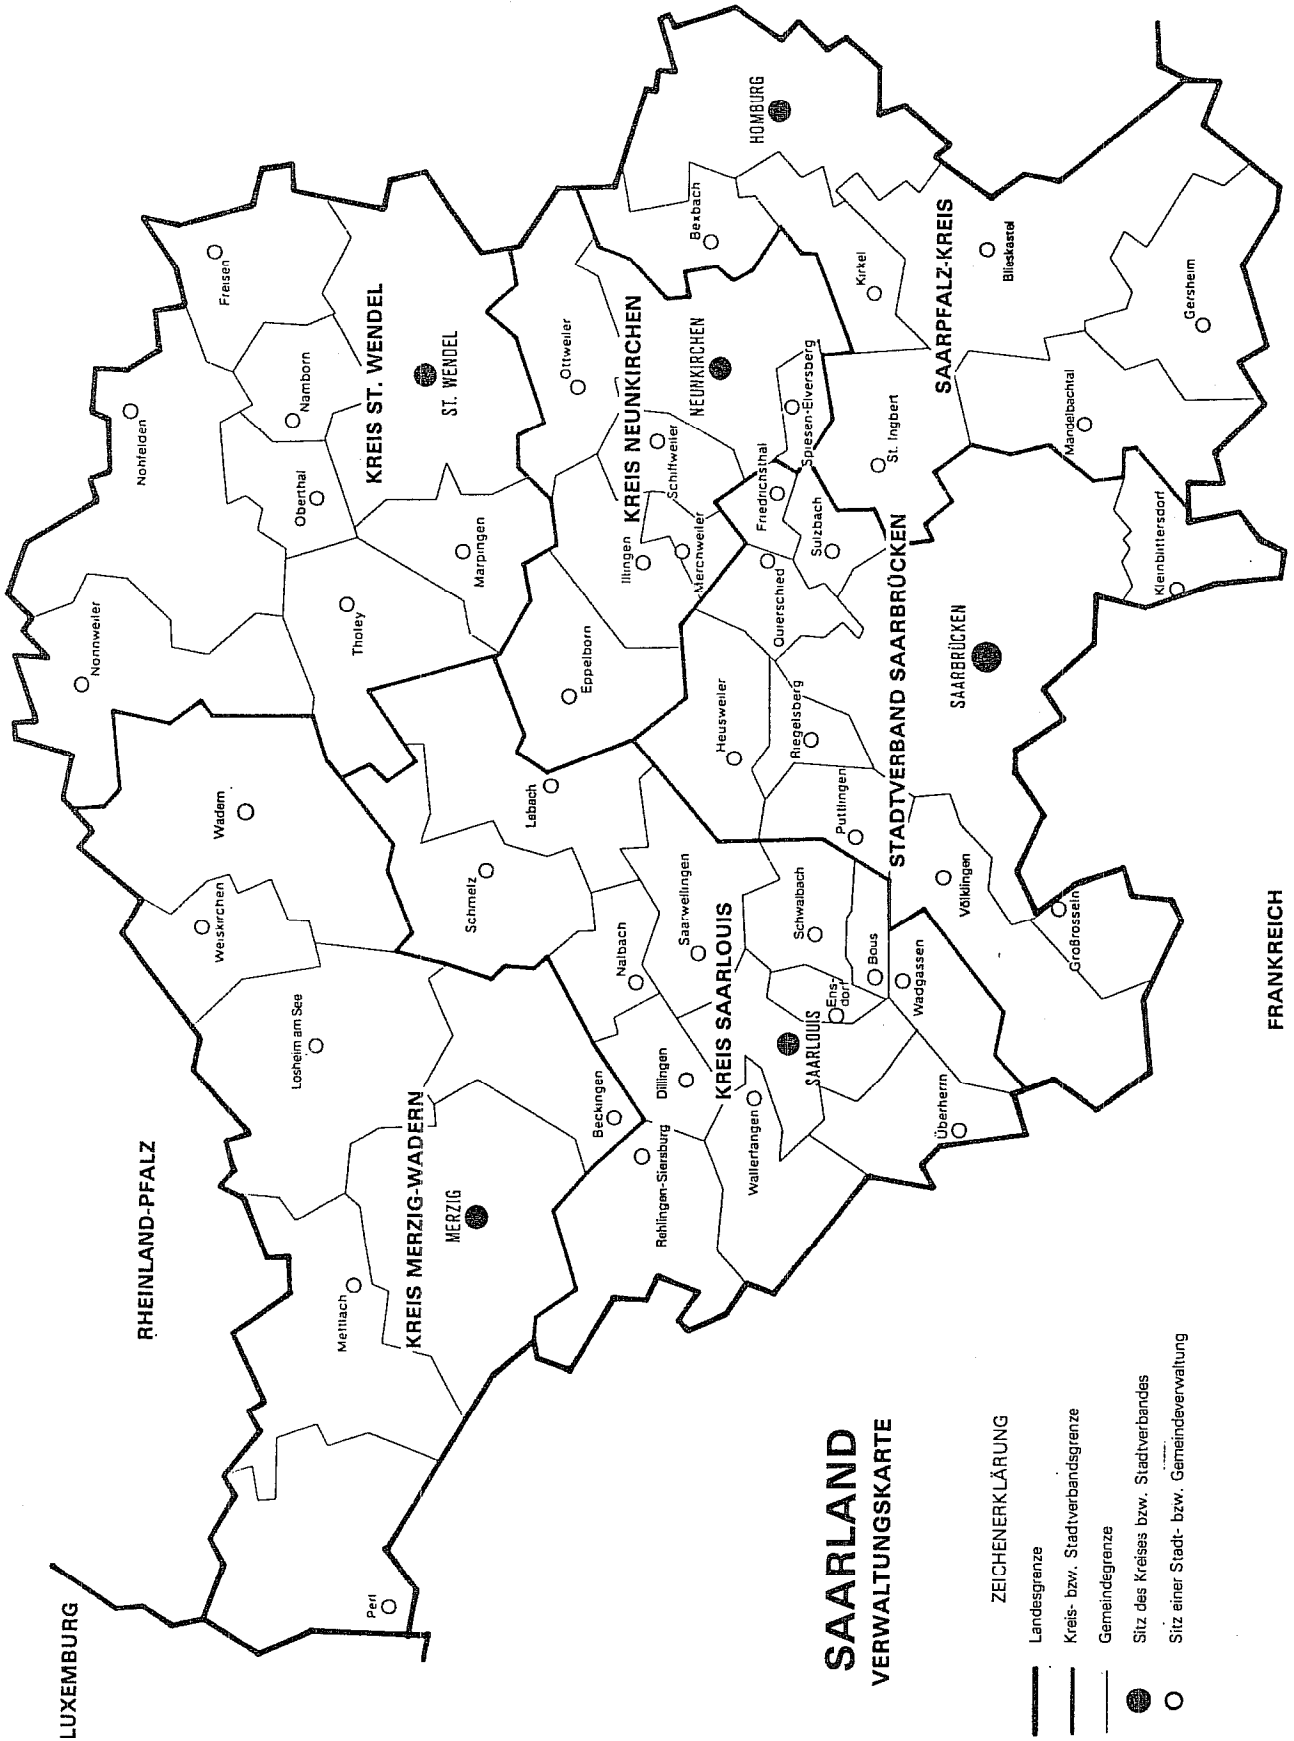 LUXEMBURG
RHEINLAND-PFALZ
FRANKREICH
Perl
Mettlach
KREIS MERZIG-WADERN
MERZIG
Losheim am See
Weiskirchen
Wadern
Beckingen
Nonnweiler
Nohfelden
Freisen
Namborn
Oberthal
Tholey
Marpingen
KREIS ST. WENDEL
ST. WENDEL
Schmelz
Lebach
Nalbach
Saarwellingen
Dillingen
Rehlingen-Siersburg
KREIS SAARLOUIS
SAARLOUIS
Wallerfangen
Schwalbach
Ens-
dorf
Bous
Wadgassen
Überherrn
Eppelborn
Illingen
Merchweiler
Schiffweiler
Ottweiler
KREIS NEUNKIRCHEN
NEUNKIRCHEN
Spiesen-Elversberg
Heusweiler
Riegelsberg
Püttlingen
Quierschied
Friedrichsthal
Sulzbach
STADTVERBAND SAARBRÜCKEN
SAARBRÜCKEN
Völklingen
Großrosseln
Kleinblittersdorf
HOMBURG
Bexbach
Kirkel
St. Ingbert
SAARPFALZ-KREIS
Blieskastel
Mandelbachtal
Gersheim
SAARLAND
VERWALTUNGSKARTE
ZEICHENERKLÄRUNG
Landesgrenze
Kreis- bzw. Stadtverbandsgrenze
Gemeindegrenze
Sitz des Kreises bzw. Stadtverbandes
Sitz einer Stadt- bzw. Gemeindeverwaltung